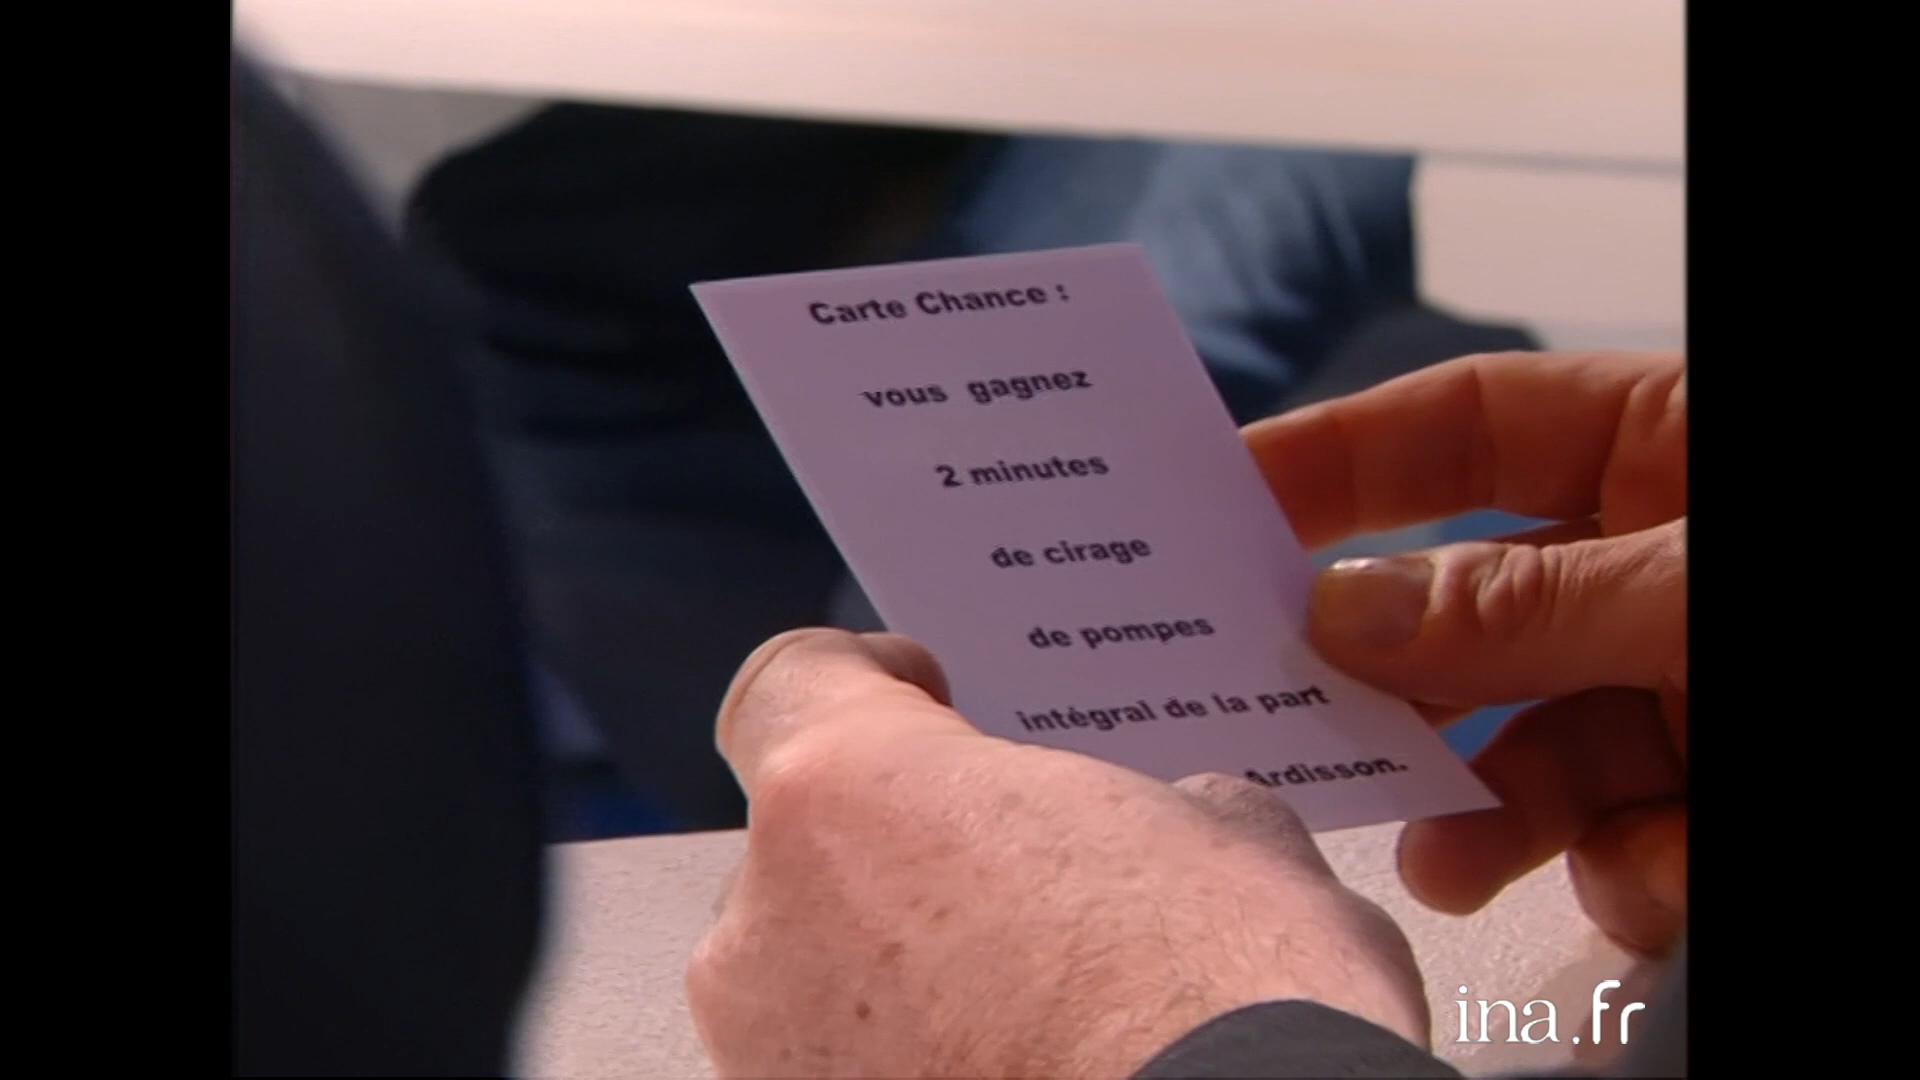 Carte Chance :
vous gagnez
2 minutes
de cirage
de pompes
intégral de la part
Ardisson.
ina.fr